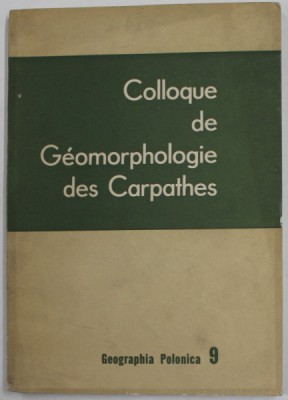 Colloque
de
Géomorphologie
des Carpathes
Geographia Polonica 9